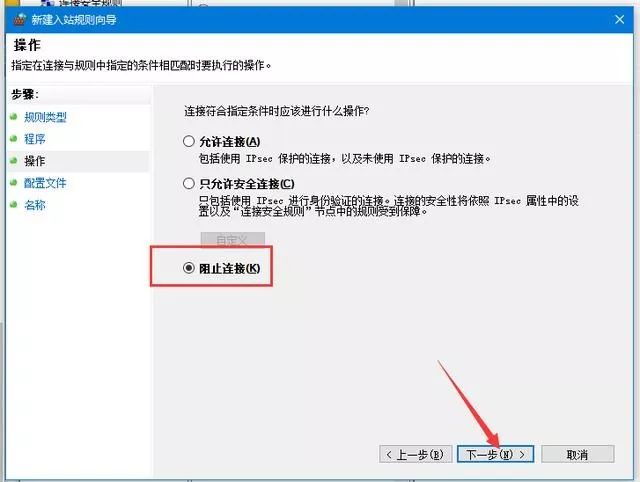 连接安全规则
新建入站规则向导
操作
指定在连接与规则中指定的条件相匹配时要执行的操作。
步骤:
规则类型
程序
操作
配置文件
名称
连接符合指定条件时应该进行什么操作?
允许连接(A)
包括使用 IPsec 保护的连接，以及未使用 IPsec 保护的连接。
只允许安全连接(C)
只包括使用 IPsec 进行身份验证的连接。连接的安全性将依照 IPsec 属性中的设
置以及“连接安全规则”节点中的规则受到保障。
自定义
阻止连接(K)
< 上一步(B)
下一步(N) >
取消